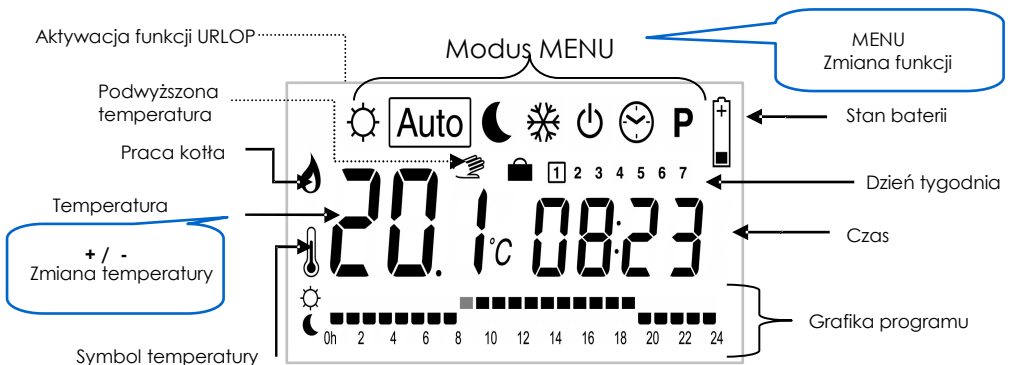 Aktywacja funkcji URLOP
Modus MENU
MENU
Zmiana funkcji
Podwyższona
temperatura
Auto P
Stan baterii
Praca kotła
1 2 3 4 5 6 7
Dzień tygodnia
Temperatura
20.1°C 08:23
Czas
+ / -
Zmiana temperatury
Grafika programu
0h 2 4 6 8 10 12 14 16 18 20 22 24
Symbol temperatury